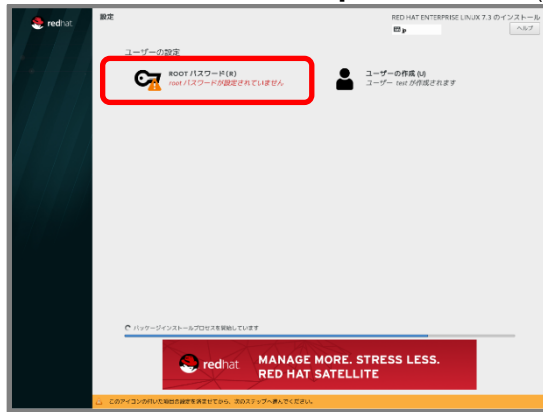 redhat
設定
RED HAT ENTERPRISE LINUX 7.3 のインストール
ヘルプ
ユーザーの設定
ROOT パスワード(R)
root パスワードが設定されていません
ユーザーの作成 (U)
ユーザー test が作成されます
パッケージインストールプロセスを開始しています
redhat
MANAGE MORE. STRESS LESS.
RED HAT SATELLITE
このアイコンの付いた項目の設定を済ませてから、次のステップへ進んでください。